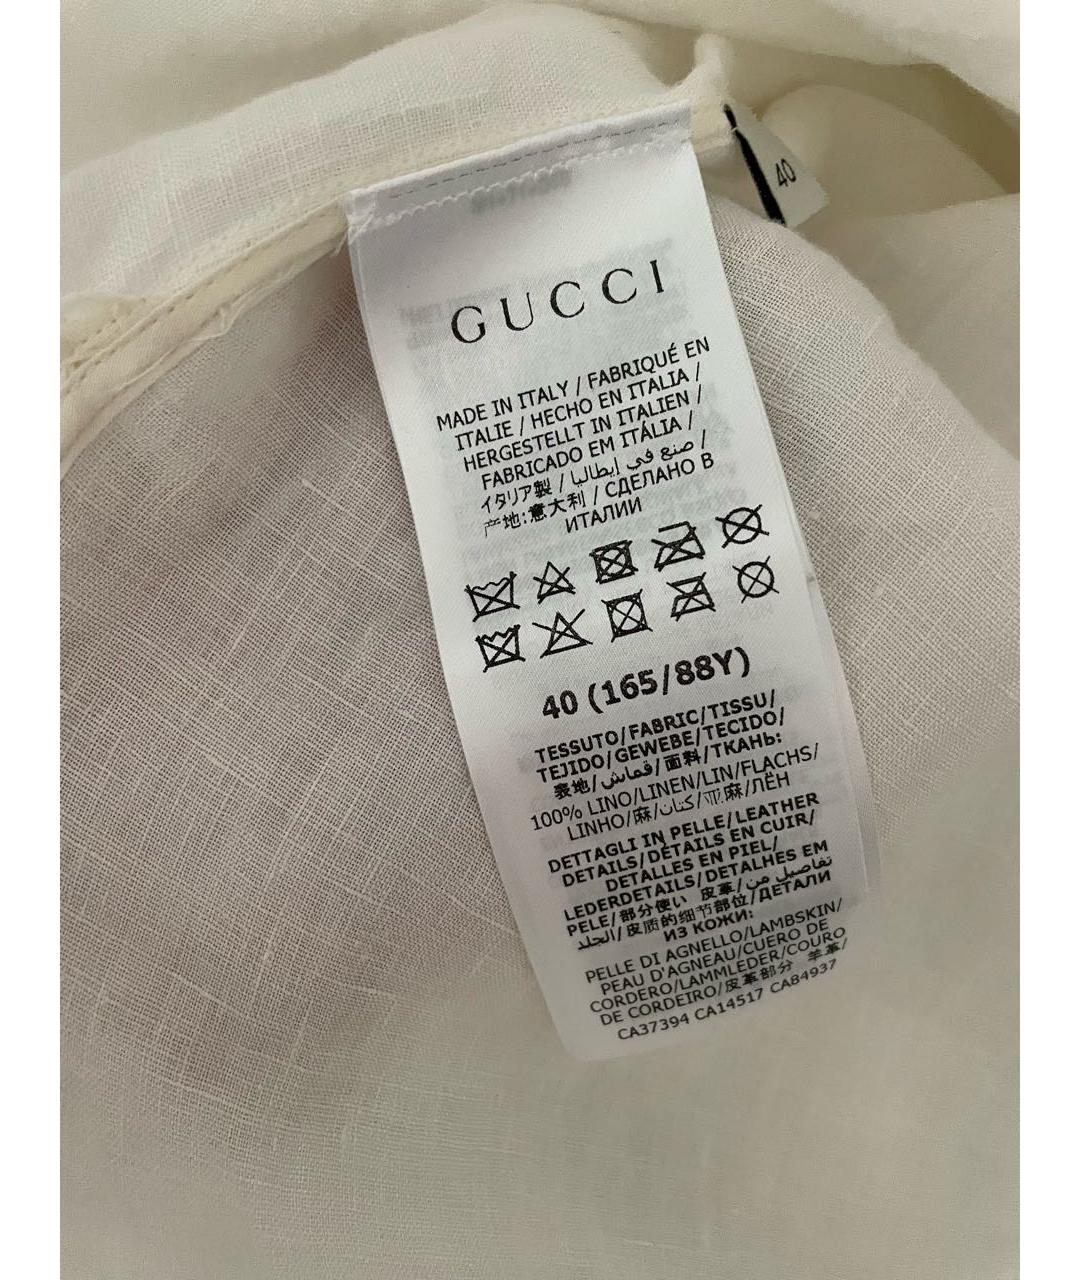 40
GUCCI
MADE IN ITALY / FABRIQUÉ EN
ITALIE / HECHO EN ITALIA /
HERGESTELLT IN ITALIEN /
FABRICADO EM ITÁLIA /
イタリア製 / صنع في إيطاليا /
产地:意大利 / СДЕЛАНО В
ИТАЛИИ
40 (165/88Y)
TESSUTO/FABRIC/TISSU/
TEJIDO/GEWEBE/TECIDO/
表地/قماش/面料/ТКАНЬ:
100% LINO/LINEN/LIN/FLACHS/
LINHO/麻/كتان/亚麻/ЛЁН
DETTAGLI IN PELLE/LEATHER
DETAILS/DÉTAILS EN CUIR/
DETALLES EN PIEL/
LEDERDETAILS/DETALHES EM
PELE/部分使い 皮革/تفاصيل من
الجلد/皮质的细节部位/ДЕТАЛИ
ИЗ КОЖИ:
PELLE DI AGNELLO/LAMBSKIN/
PEAU D'AGNEAU/CUERO DE
CORDERO/LAMMLEDER/COURO
DE CORDEIRO/皮革部分 羊革/
CA37394 CA14517 CA84937